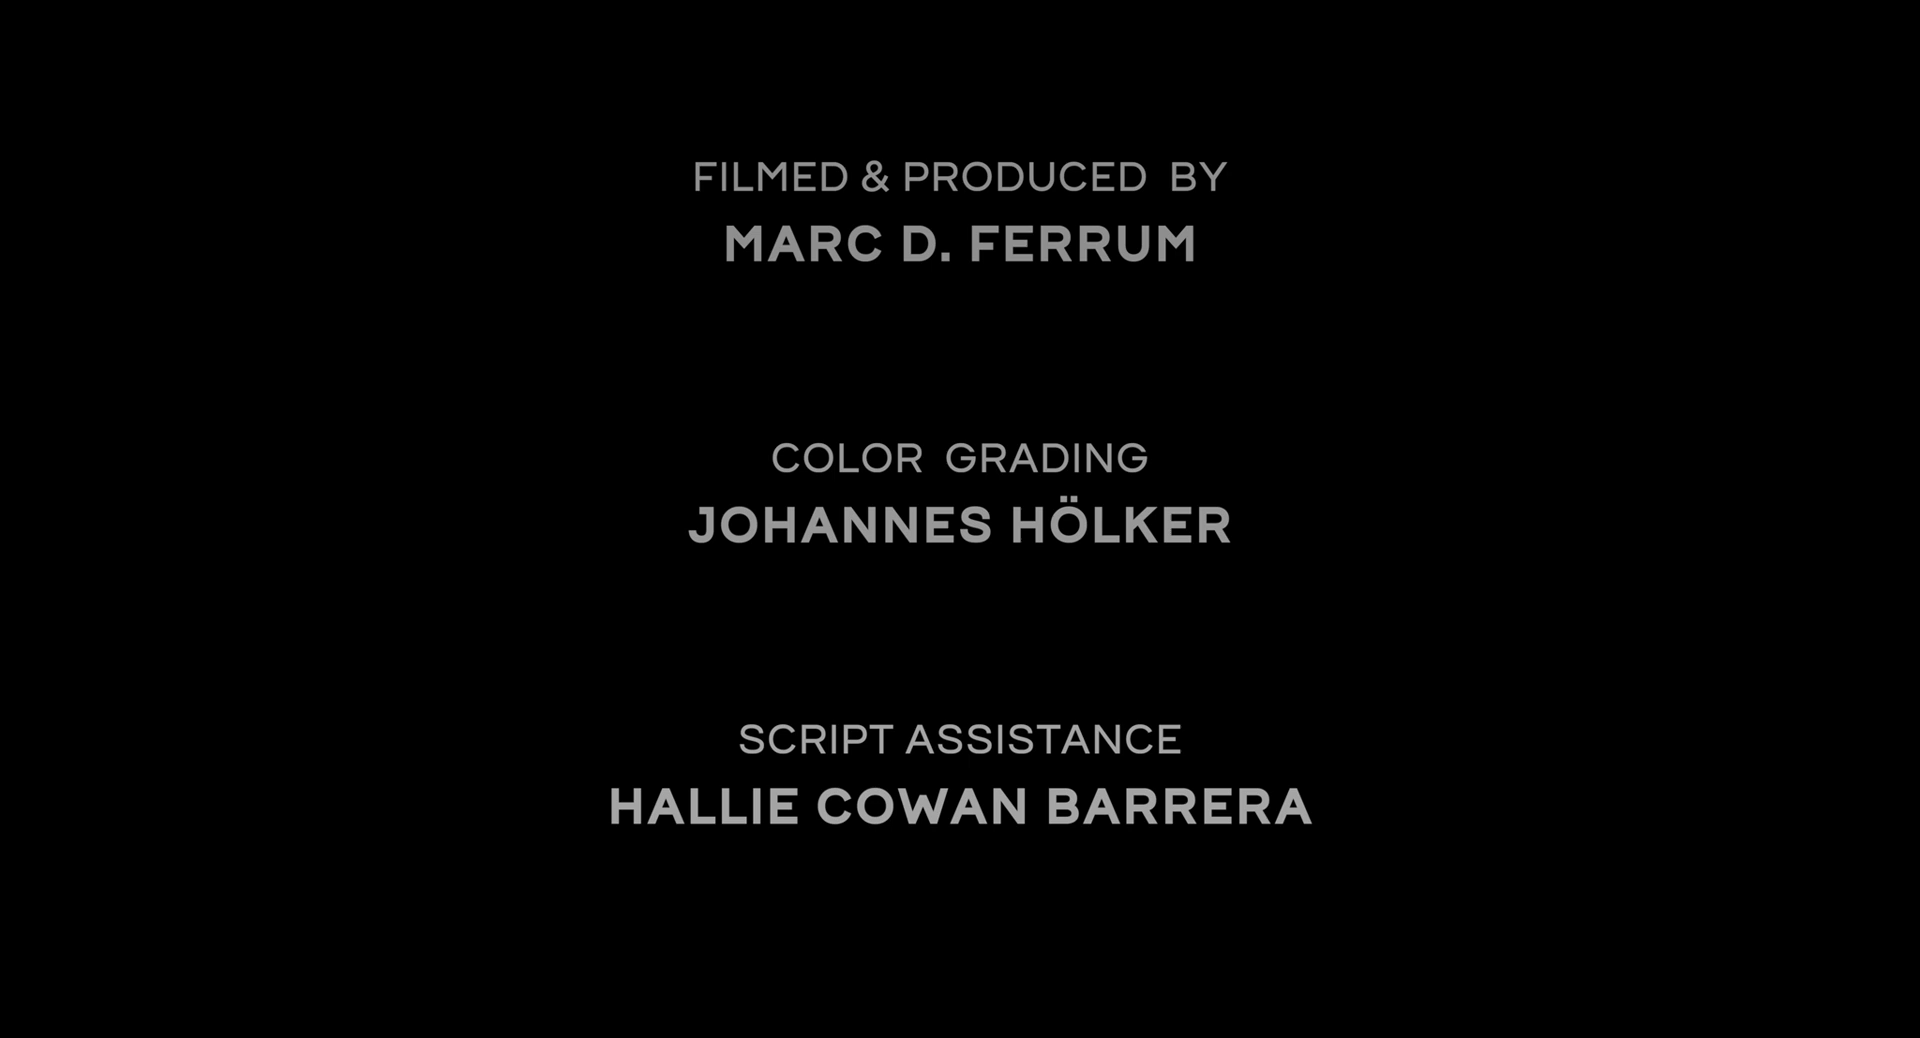 FILMED & PRODUCED BY
MARC D. FERRUM
COLOR GRADING
JOHANNES HÖLKER
SCRIPT ASSISTANCE
HALLIE COWAN BARRERA